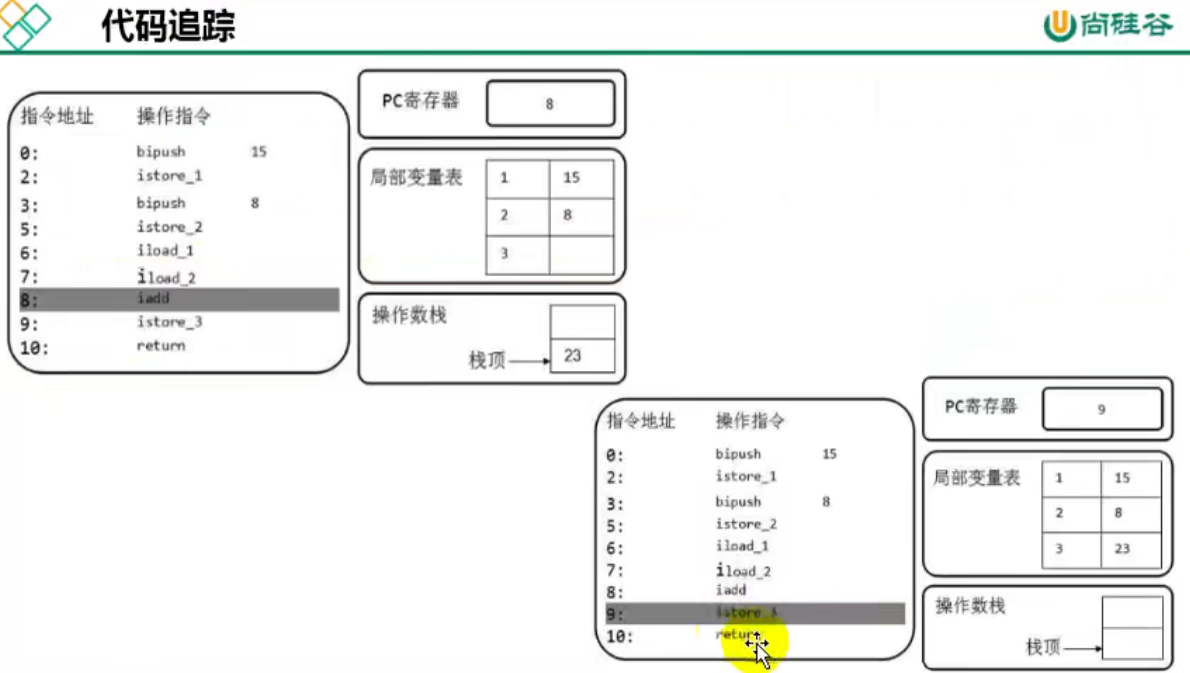 代码追踪
尚硅谷
指令地址 操作指令
0: bipush 15
2: istore_1
3: bipush 8
5: istore_2
6: iload_1
7: iload_2
8: iadd
9: istore_3
10: return
PC寄存器 8
局部变量表 1 15
2 8
3
操作数栈
栈顶 23
指令地址 操作指令
0: bipush 15
2: istore_1
3: bipush 8
5: istore_2
6: iload_1
7: iload_2
8: iadd
9: istore_3
10: return
PC寄存器 9
局部变量表 1 15
2 8
3 23
操作数栈
栈顶